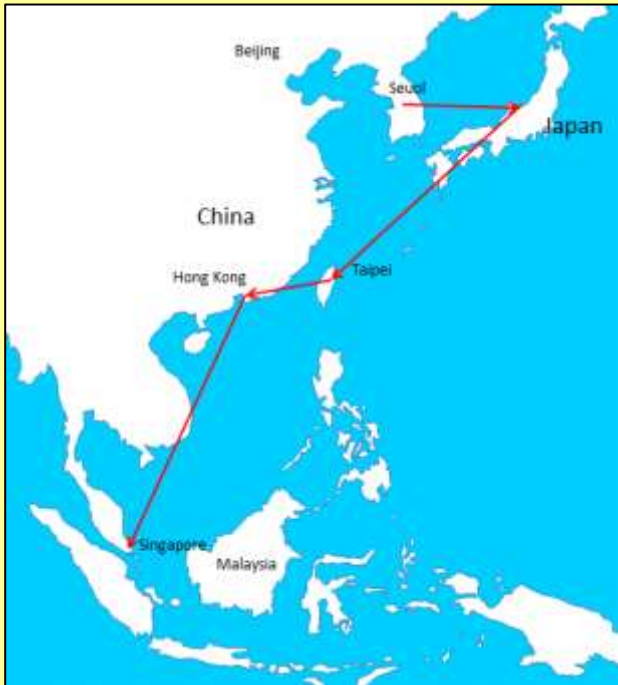 Beijing
Seuol
Japan
China
Hong Kong
Taipei
Singapore
Malaysia